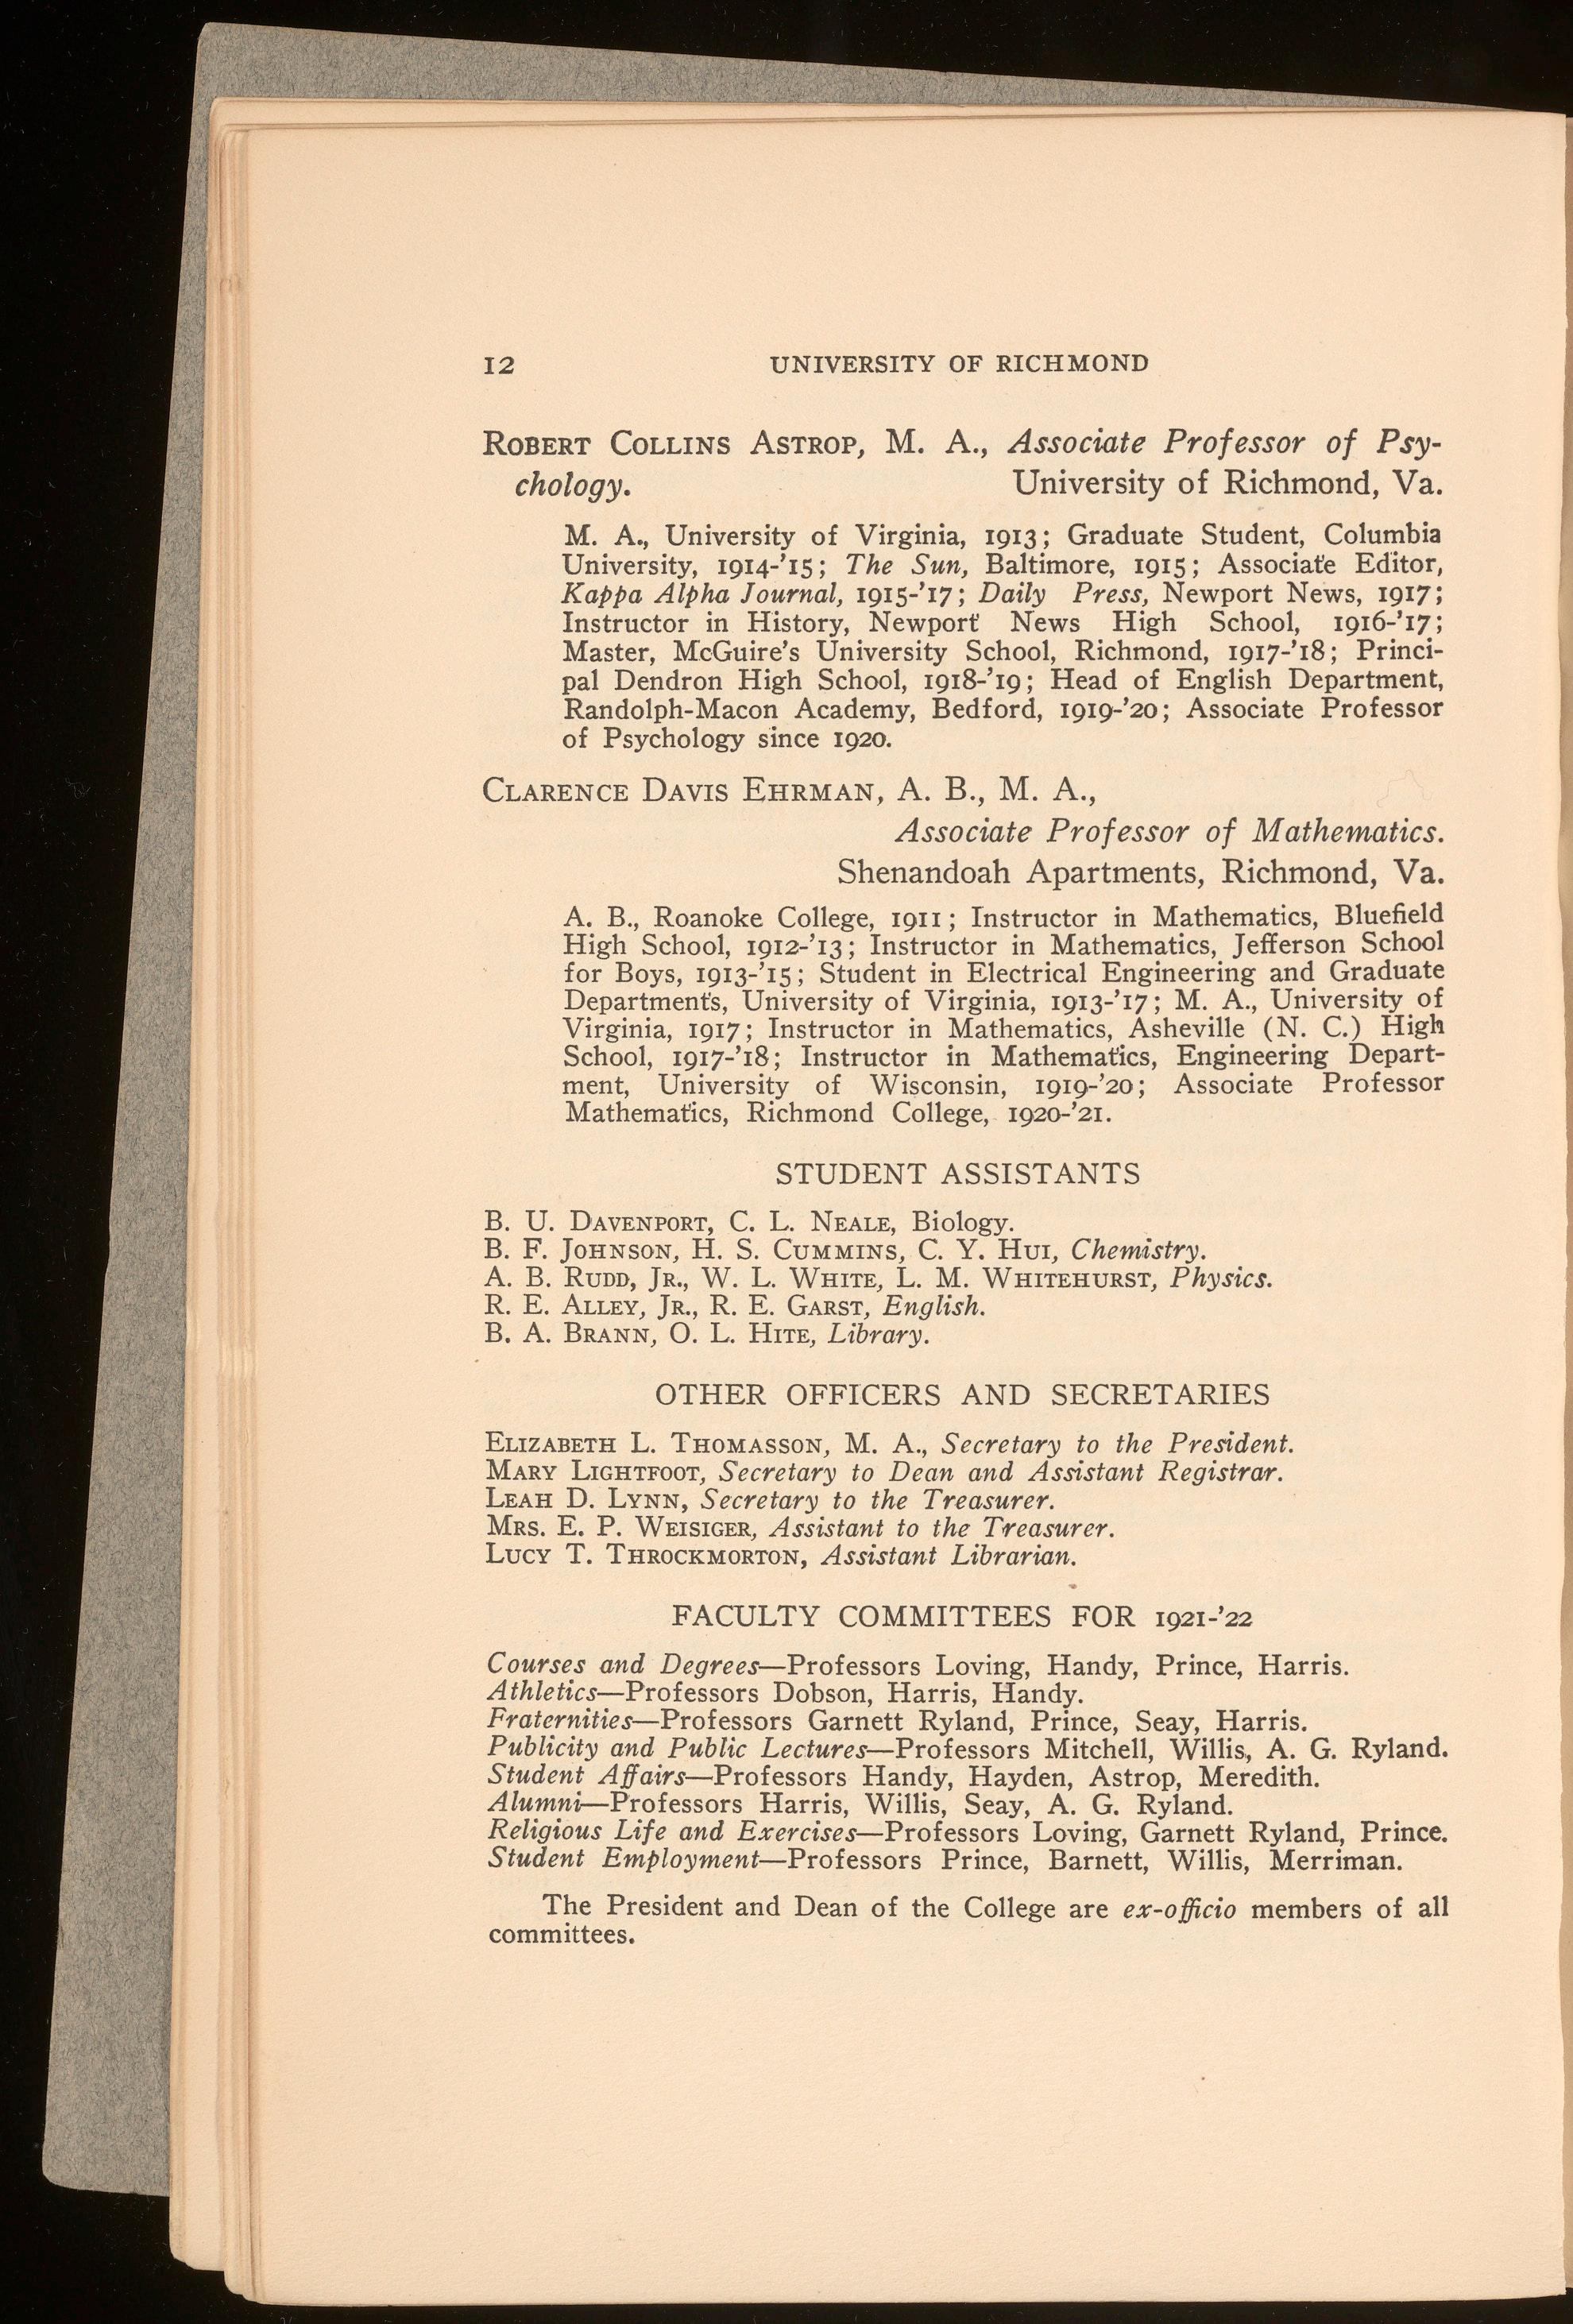 12 UNIVERSITY OF RICHMOND
ROBERT COLLINS ASTROP, M. A., Associate Professor of Psy-
chology. University of Richmond, Va.
M. A., University of Virginia, 1913; Graduate Student, Columbia
University, 1914-'15; The Sun, Baltimore, 1915; Associate Editor,
Kappa Alpha Journal, 1915-'17; Daily Press, Newport News, 1917;
Instructor in History, Newport News High School, 1916-'17;
Master, McGuire's University School, Richmond, 1917-'18; Princi-
pal Dendron High School, 1918-'19; Head of English Department,
Randolph-Macon Academy, Bedford, 1919-'20; Associate Professor
of Psychology since 1920.
CLARENCE DAVIS EHRMAN, A. B., M. A.,
Associate Professor of Mathematics.
Shenandoah Apartments, Richmond, Va.
A. B., Roanoke College, 1911; Instructor in Mathematics, Bluefield
High School, 1912-'13; Instructor in Mathematics, Jefferson School
for Boys, 1913-'15; Student in Electrical Engineering and Graduate
Departments, University of Virginia, 1913-'17; M. A., University of
Virginia, 1917; Instructor in Mathematics, Asheville (N. C.) High
School, 1917-'18; Instructor in Mathematics, Engineering Depart-
ment, University of Wisconsin, 1919-'20; Associate Professor
Mathematics, Richmond College, 1920-'21.
STUDENT ASSISTANTS
B. U. DAVENPORT, C. L. NEALE, Biology.
B. F. JOHNSON, H. S. CUMMINS, C. Y. HUI, Chemistry.
A. B. RUDD, JR., W. L. WHITE, L. M. WHITEHURST, Physics.
R. E. ALLEY, JR., R. E. GARST, English.
B. A. BRANN, O. L. HITE, Library.
OTHER OFFICERS AND SECRETARIES
ELIZABETH L. THOMASSON, M. A., Secretary to the President.
MARY LIGHTFOOT, Secretary to Dean and Assistant Registrar.
LEAH D. LYNN, Secretary to the Treasurer.
MRS. E. P. WEISIGER, Assistant to the Treasurer.
LUCY T. THROCKMORTON, Assistant Librarian.
FACULTY COMMITTEES FOR 1921-'22
Courses and Degrees—Professors Loving, Handy, Prince, Harris.
Athletics—Professors Dobson, Harris, Handy.
Fraternities—Professors Garnett Ryland, Prince, Seay, Harris.
Publicity and Public Lectures—Professors Mitchell, Willis, A. G. Ryland.
Student Affairs—Professors Handy, Hayden, Astrop, Meredith.
Alumni—Professors Harris, Willis, Seay, A. G. Ryland.
Religious Life and Exercises—Professors Loving, Garnett Ryland, Prince.
Student Employment—Professors Prince, Barnett, Willis, Merriman.
The President and Dean of the College are ex-officio members of all
committees.